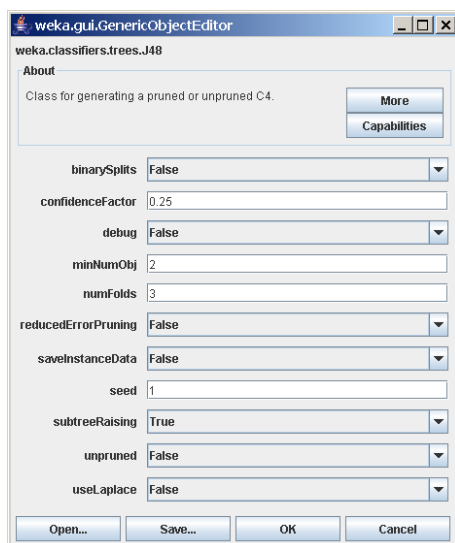 weka.gui.GenericObjectEditor
weka.classifiers.trees.J48
About
Class for generating a pruned or unpruned C4.
More
Capabilities
binarySplits False
confidenceFactor 0.25
debug False
minNumObj 2
numFolds 3
reducedErrorPruning False
saveInstanceData False
seed 1
subtreeRaising True
unpruned False
useLaplace False
Open... Save... OK Cancel